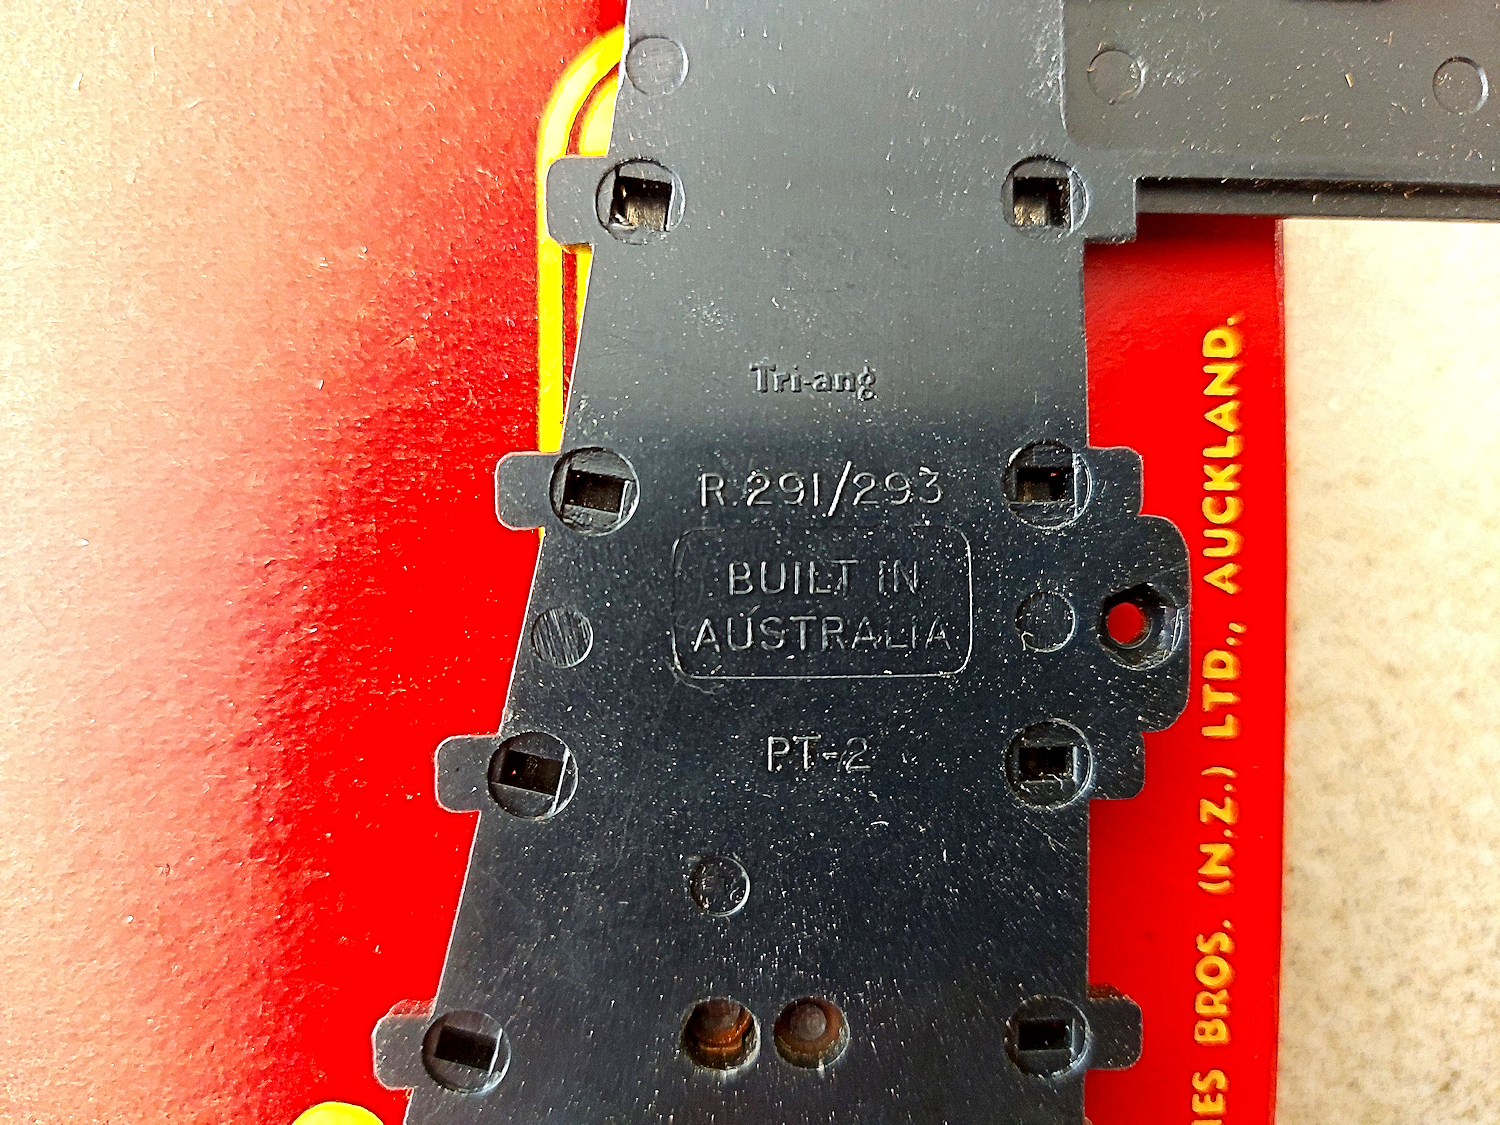 Tri-ang
R.291/293
BUILT IN
AUSTRALIA
PT-2
BROS. (N.Z.) LTD., AUCKLAND.